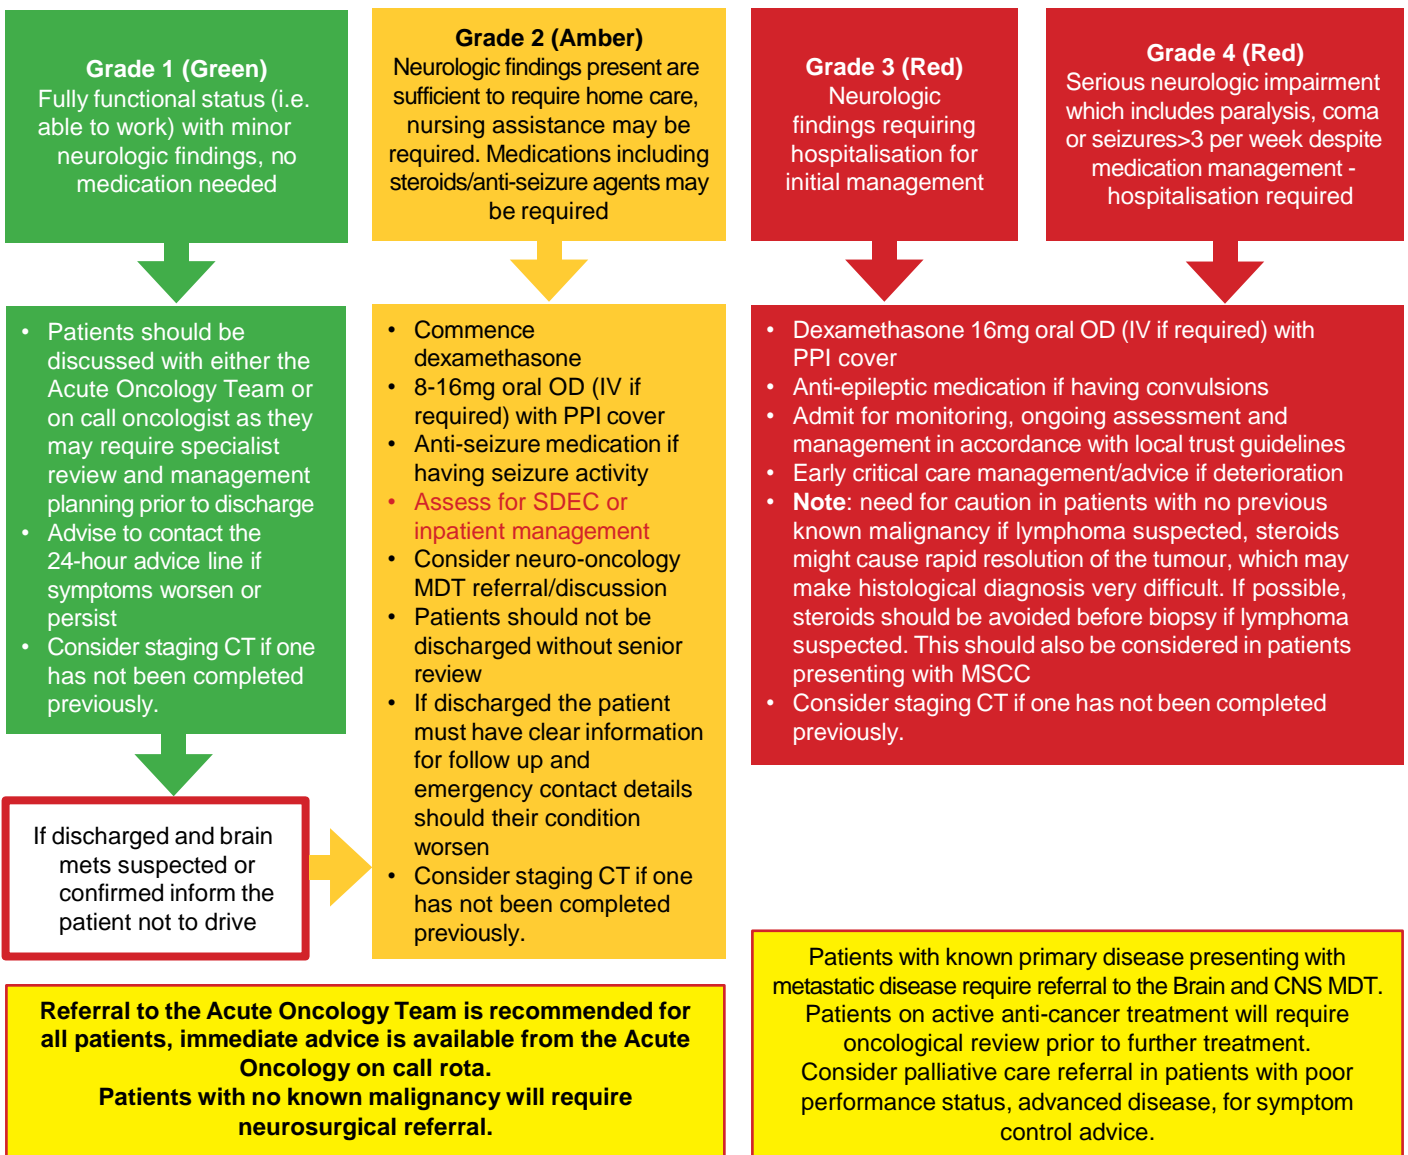 Grade 1 (Green)
Fully functional status (i.e.
able to work) with minor
neurologic findings, no
medication needed
Grade 2 (Amber)
Neurologic findings present are
sufficient to require home care,
nursing assistance may be
required. Medications including
steroids/anti-seizure agents may
be required
Grade 3 (Red)
Neurologic
findings requiring
hospitalisation for
initial management
Grade 4 (Red)
Serious neurologic impairment
which includes paralysis, coma
or seizures>3 per week despite
medication management -
hospitalisation required
• Patients should be
discussed with either the
Acute Oncology Team or
on call oncologist as they
may require specialist
review and management
planning prior to discharge
• Advise to contact the
24-hour advice line if
symptoms worsen or
persist
• Consider staging CT if one
has not been completed
previously.
If discharged and brain
mets suspected or
confirmed inform the
patient not to drive
• Commence
dexamethasone
• 8-16mg oral OD (IV if
required) with PPI cover
• Anti-seizure medication if
having seizure activity
• Assess for SDEC or
inpatient management
• Consider neuro-oncology
MDT referral/discussion
• Patients should not be
discharged without senior
review
• If discharged the patient
must have clear information
for follow up and
emergency contact details
should their condition
worsen
• Consider staging CT if one
has not been completed
previously.
• Dexamethasone 16mg oral OD (IV if required) with
PPI cover
• Anti-epileptic medication if having convulsions
• Admit for monitoring, ongoing assessment and
management in accordance with local trust guidelines
• Early critical care management/advice if deterioration
• Note: need for caution in patients with no previous
known malignancy if lymphoma suspected, steroids
might cause rapid resolution of the tumour, which may
make histological diagnosis very difficult. If possible,
steroids should be avoided before biopsy if lymphoma
suspected. This should also be considered in patients
presenting with MSCC
• Consider staging CT if one has not been completed
previously.
Referral to the Acute Oncology Team is recommended for
all patients, immediate advice is available from the Acute
Oncology on call rota.
Patients with no known malignancy will require
neurosurgical referral.
Patients with known primary disease presenting with
metastatic disease require referral to the Brain and CNS MDT.
Patients on active anti-cancer treatment will require
oncological review prior to further treatment.
Consider palliative care referral in patients with poor
performance status, advanced disease, for symptom
control advice.